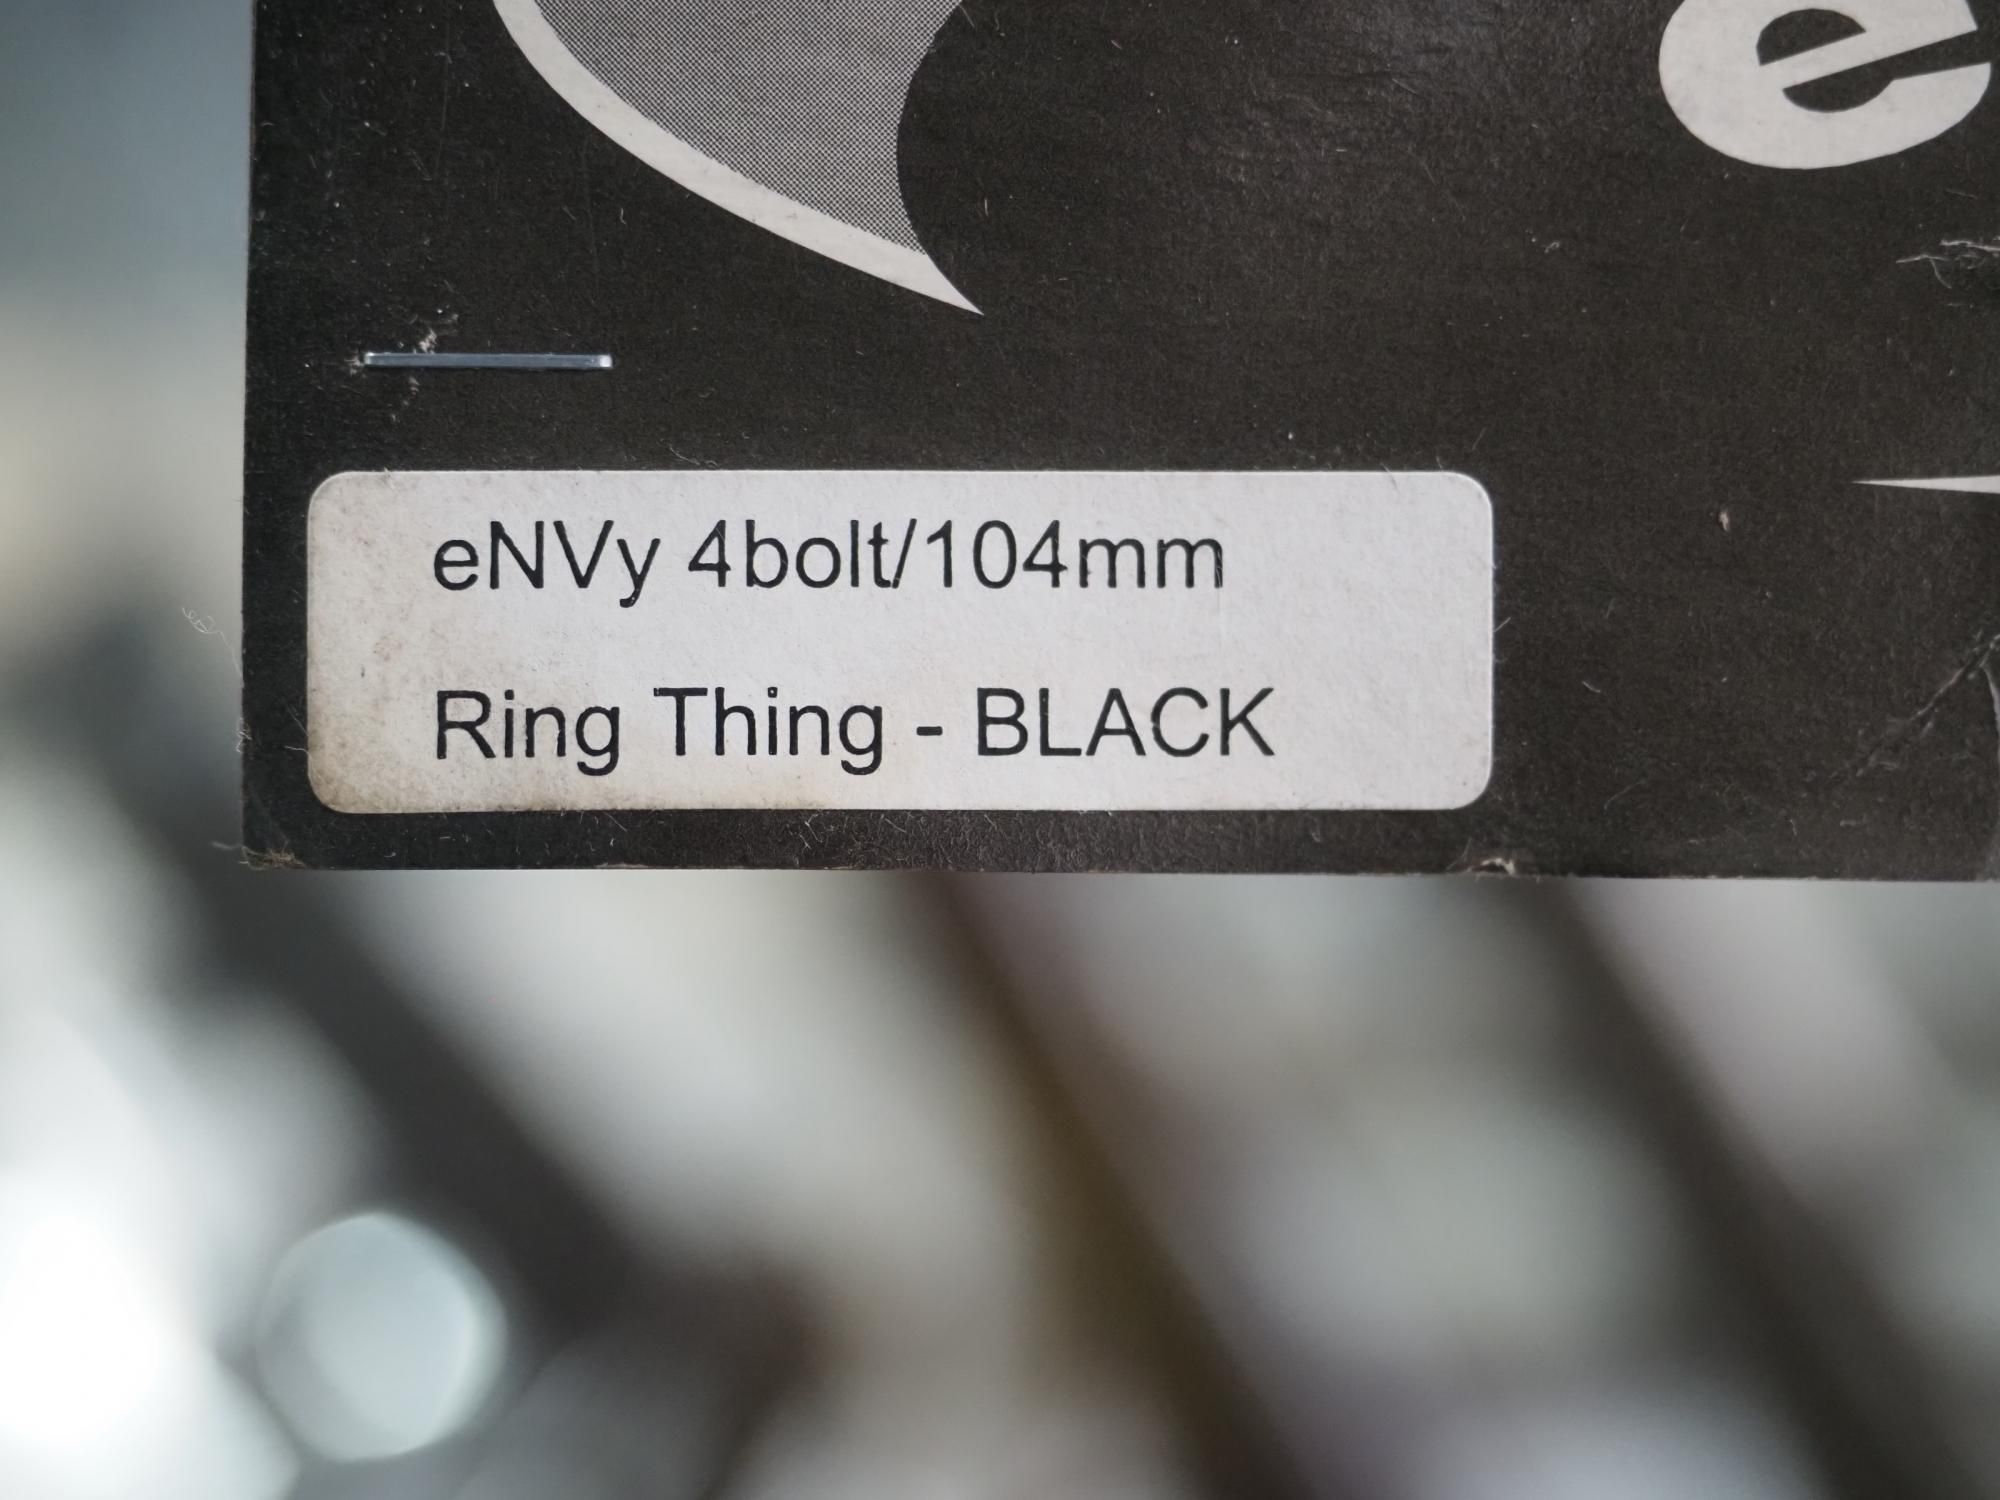 e
eNVy 4bolt/104mm
Ring Thing - BLACK